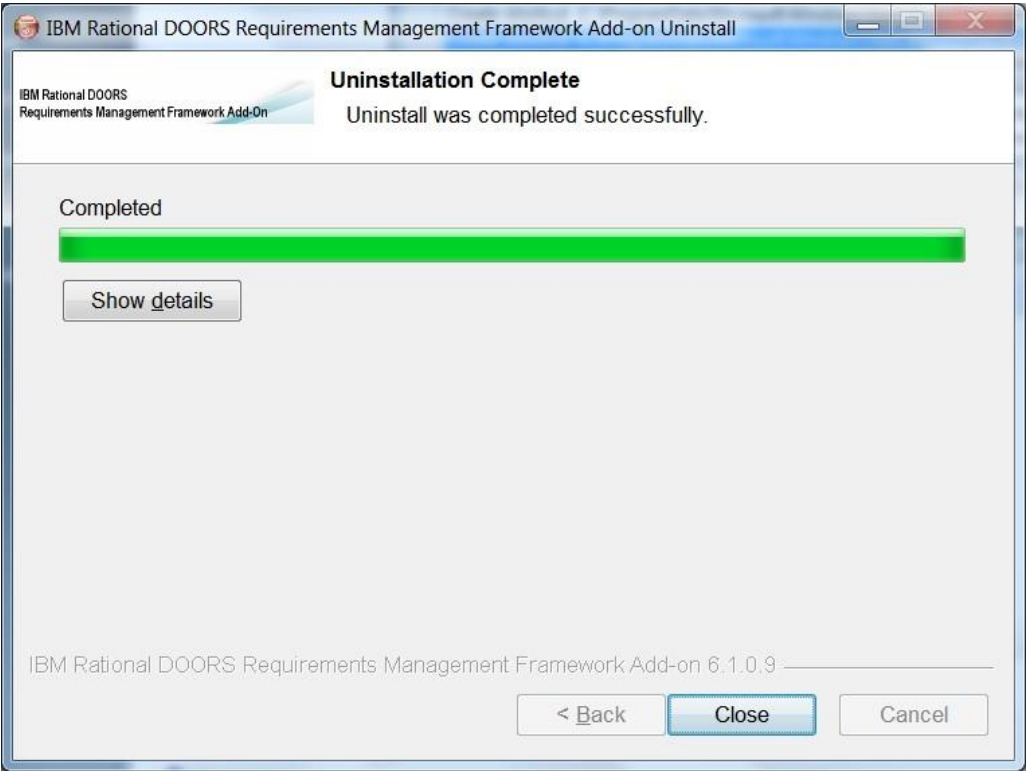 IBM Rational DOORS Requirements Management Framework Add-on Uninstall
IBM Rational DOORS
Requirements Management Framework Add-On
Uninstallation Complete
Uninstall was completed successfully.
Completed
Show details
IBM Rational DOORS Requirements Management Framework Add-on 6.1.0.9
< Back
Close
Cancel